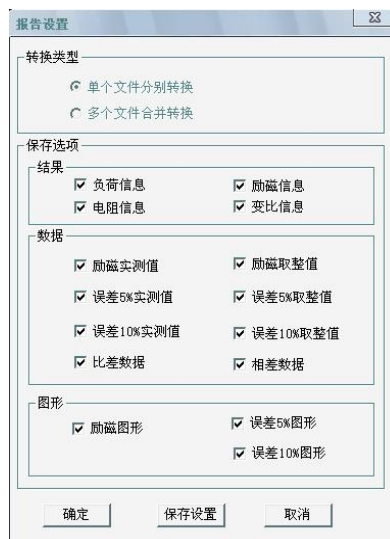 报告设置
转换类型
单个文件分别转换
多个文件合并转换
保存选项
结果
负荷信息 励磁信息
电阻信息 变比信息
数据
励磁实测值 励磁取整值
误差5%实测值 误差5%取整值
误差10%实测值 误差10%取整值
比差数据 相差数据
图形
励磁图形 误差5%图形
误差10%图形
确定 保存设置 取消